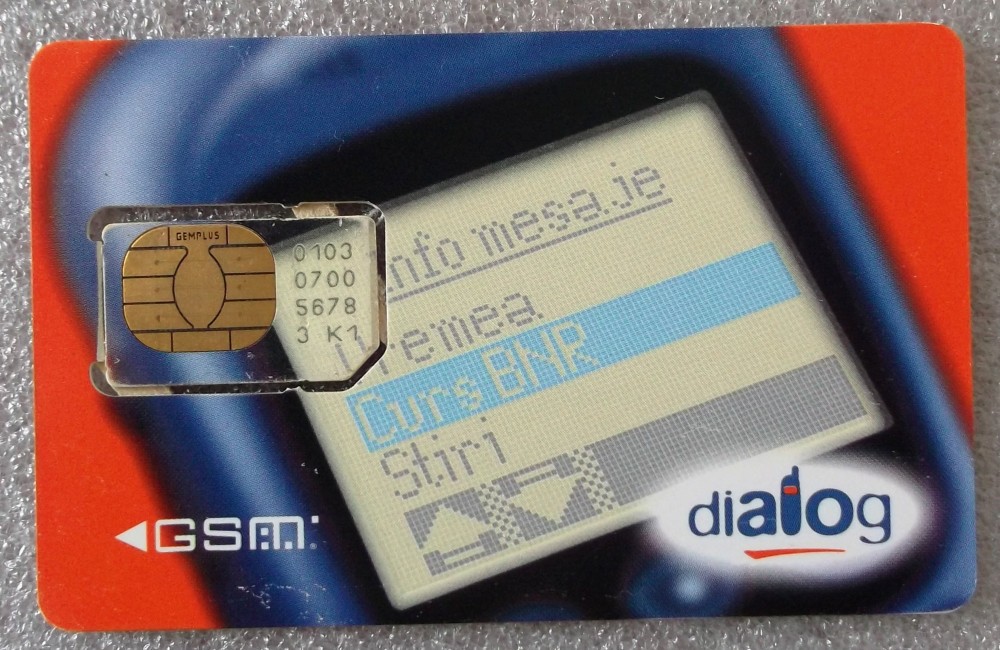 GEMPLUS
0103
0700
5678
3 K1
Info mesaje
Vremea
Curs BNR
Stiri
GSM
dialog